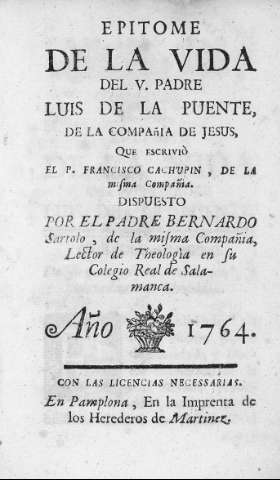 EPITOME
DE LA VIDA
DEL V. PADRE
LUIS DE LA PUENTE,
DE LA COMPAñIA DE JESUS,
QUE ESCRIVIÒ
EL P. FRANCISCO CACHUPIN, DE LA
miſma Compañia.
DISPUESTO
POR EL PADRE BERNARDO
Sartolo, de la miſma Compañia,
Lector de Theologìa en ſu
Colegio Real de Sala-
manca.
Año 1764.
CON LAS LICENCIAS NECESSARIAS.
En Pamplona, En la Imprenta de
los Herederos de Martinez.